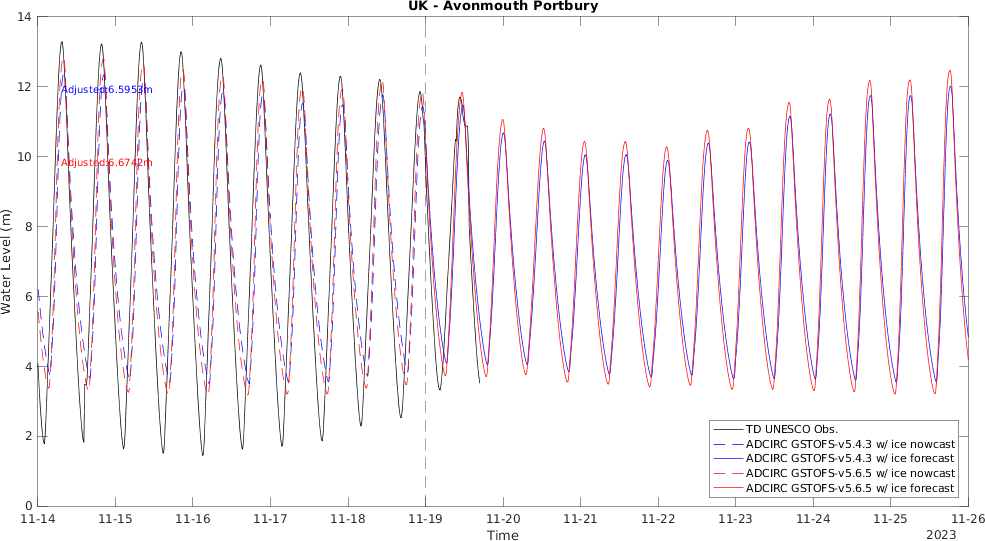 UK - Avonmouth Portbury
14
12
10
8
6
4
2
0
Water Level (m)
Adjusted:6.5953m
Adjusted:6.6742m
TD UNESCO Obs.
ADCIRC GSTOFS-v5.4.3 w/ ice nowcast
ADCIRC GSTOFS-v5.4.3 w/ ice forecast
ADCIRC GSTOFS-v5.6.5 w/ ice nowcast
ADCIRC GSTOFS-v5.6.5 w/ ice forecast
11-14 11-15 11-16 11-17 11-18 11-19 11-20 11-21 11-22 11-23 11-24 11-25 11-26
Time
2023